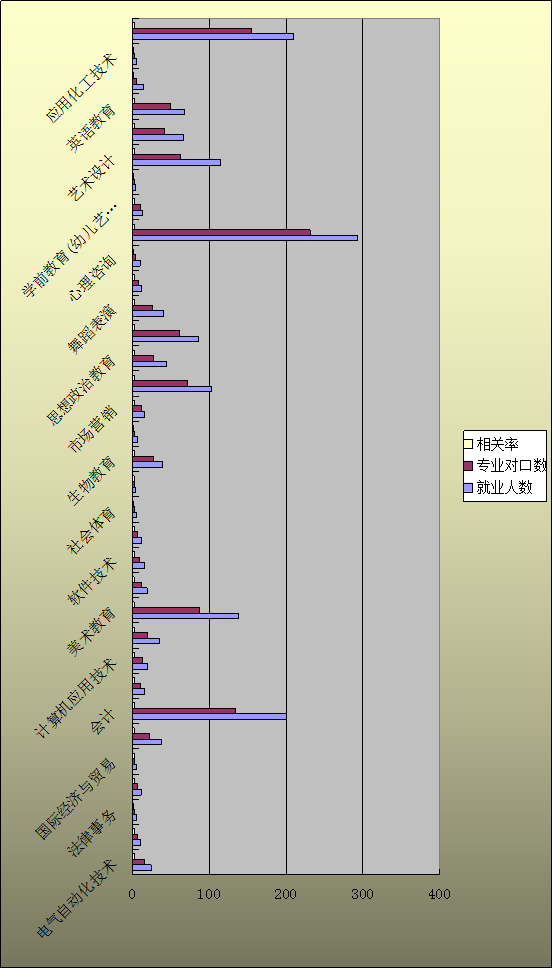 应用化工技术
英语教育
艺术设计
学前教育(幼儿艺…
心理咨询
舞蹈表演
思想政治教育
市场营销
生物教育
社会体育
软件技术
美术教育
计算机应用技术
会计
国际经济与贸易
法律事务
电气自动化技术
0 100 200 300 400
相关率
专业对口数
就业人数